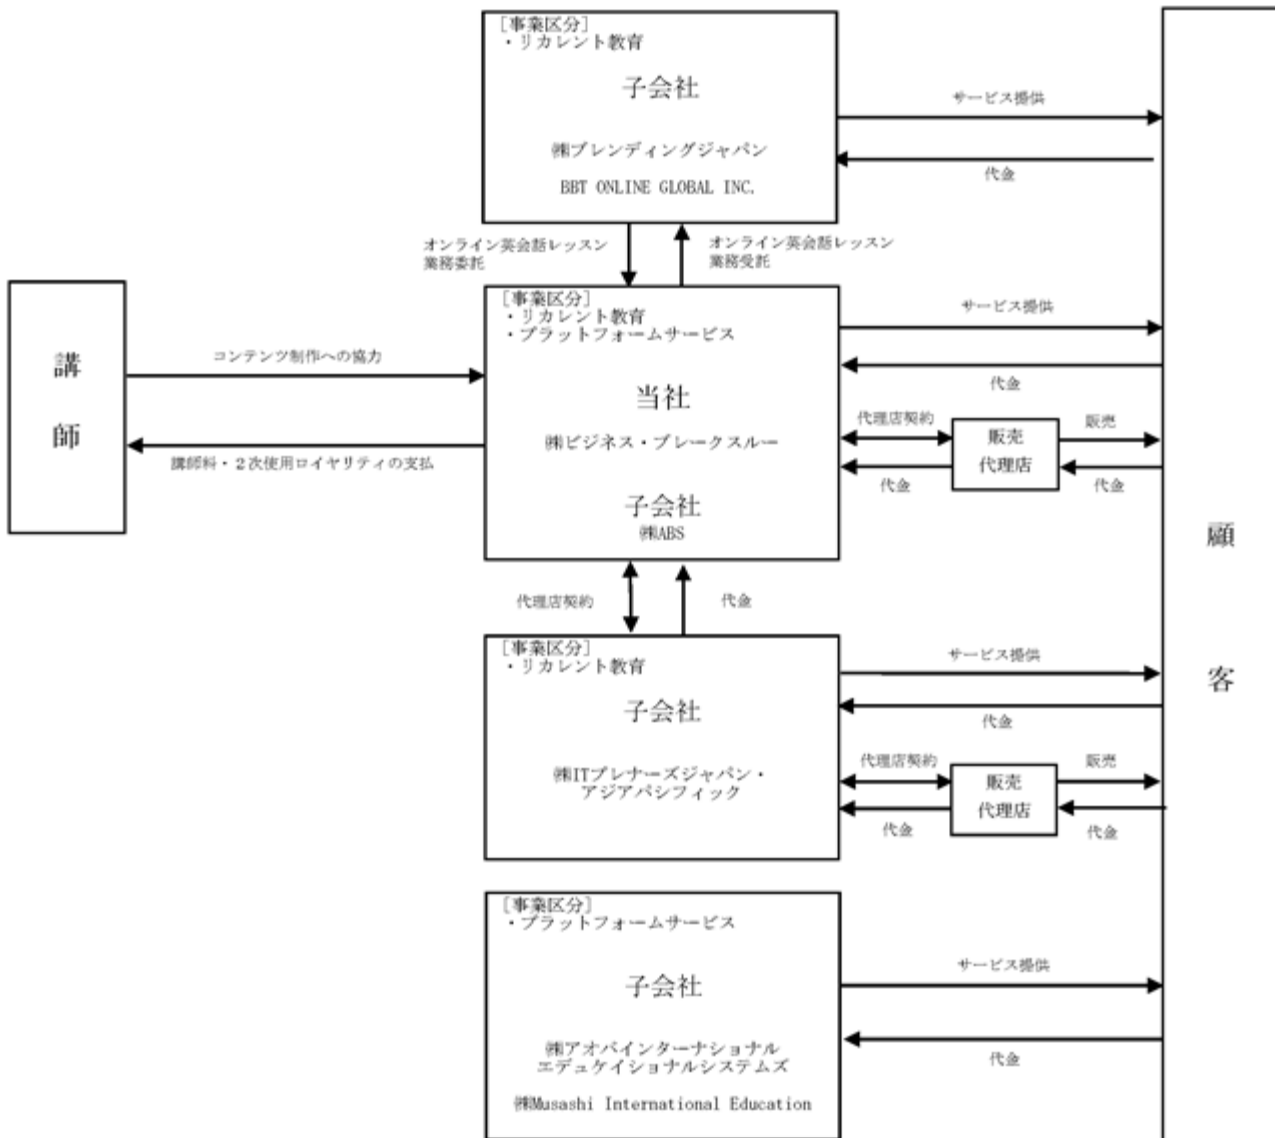 ［事業区分］
・リカレント教育
子会社
㈱ブレンディングジャパン
BBT ONLINE GLOBAL INC.
サービス提供
代金
オンライン英会話レッスン
業務委託
オンライン英会話レッスン
業務受託
講
師
コンテンツ制作への協力
講師料・２次使用ロイヤリティの支払
［事業区分］
・リカレント教育
・プラットフォームサービス
当社
㈱ビジネス・ブレークスルー
子会社
㈱ABS
サービス提供
代金
代理店契約
代金
販売
代理店
販売
代金
顧
客
代理店契約
代金
［事業区分］
・リカレント教育
子会社
㈱ITプレナーズジャパン・
アジアパシフィック
サービス提供
代金
代理店契約
代金
販売
代理店
販売
代金
［事業区分］
・プラットフォームサービス
子会社
㈱アオバインターナショナル
エデュケイショナルシステムズ
㈱Musashi International Education
サービス提供
代金